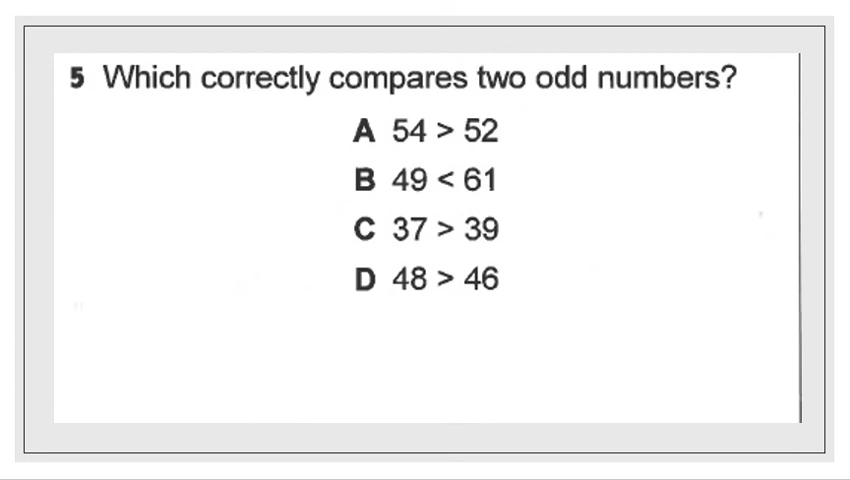 5 Which correctly compares two odd numbers?
A 54 > 52
B 49 < 61
C 37 > 39
D 48 > 46